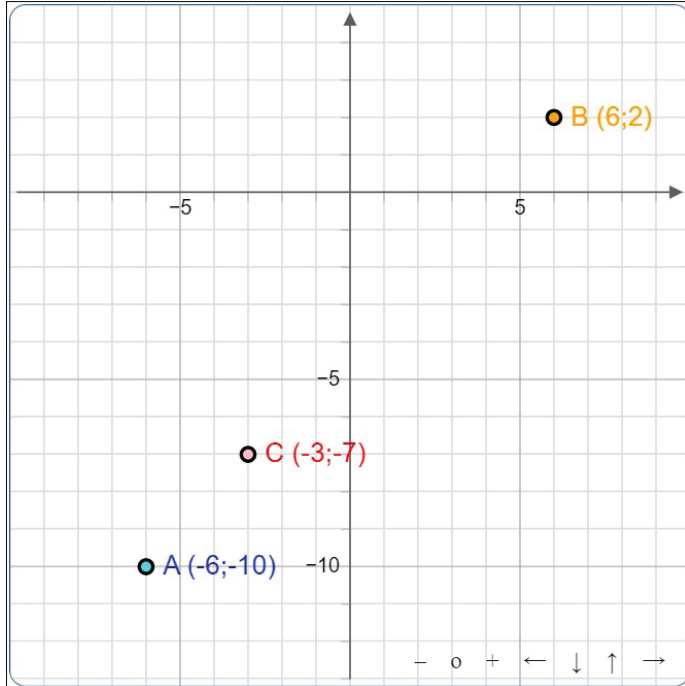 B (6;2)
−5
5
−5
C (-3;-7)
A (-6;-10)
−10
− o + ← ↓ ↑ →